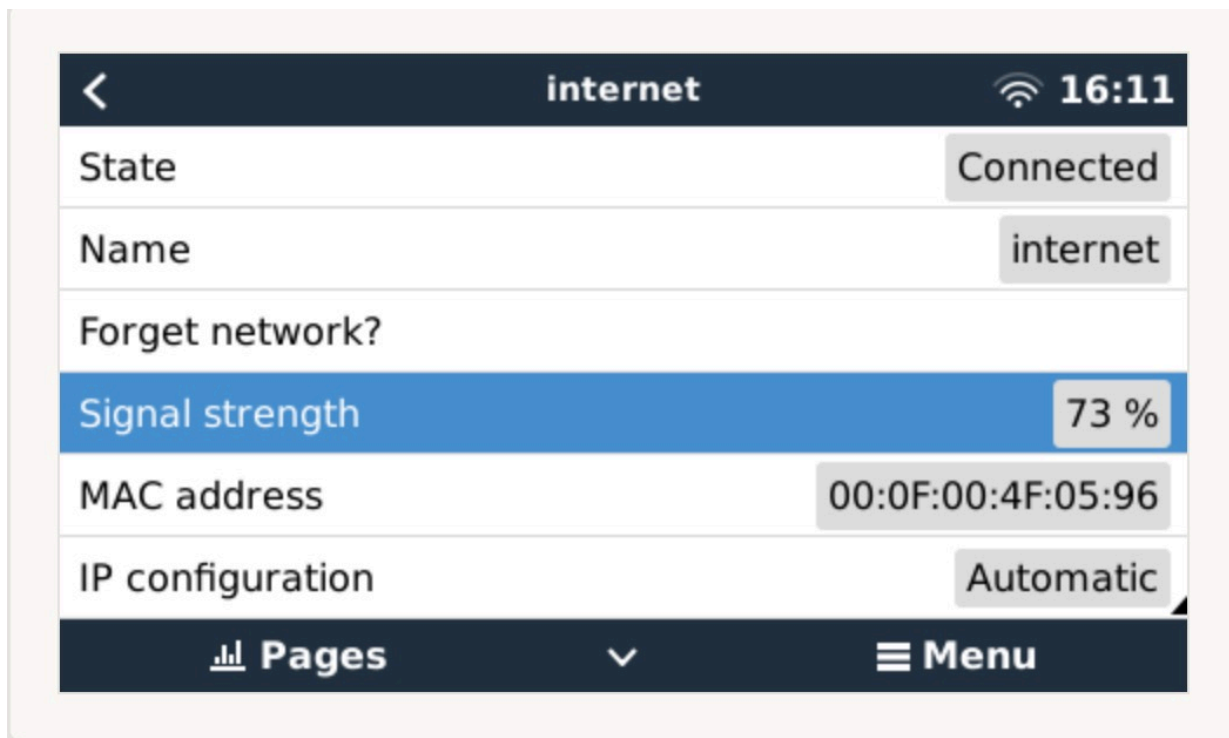 internet 16:11
State Connected
Name internet
Forget network?
Signal strength 73 %
MAC address 00:0F:00:4F:05:96
IP configuration Automatic
Pages Menu